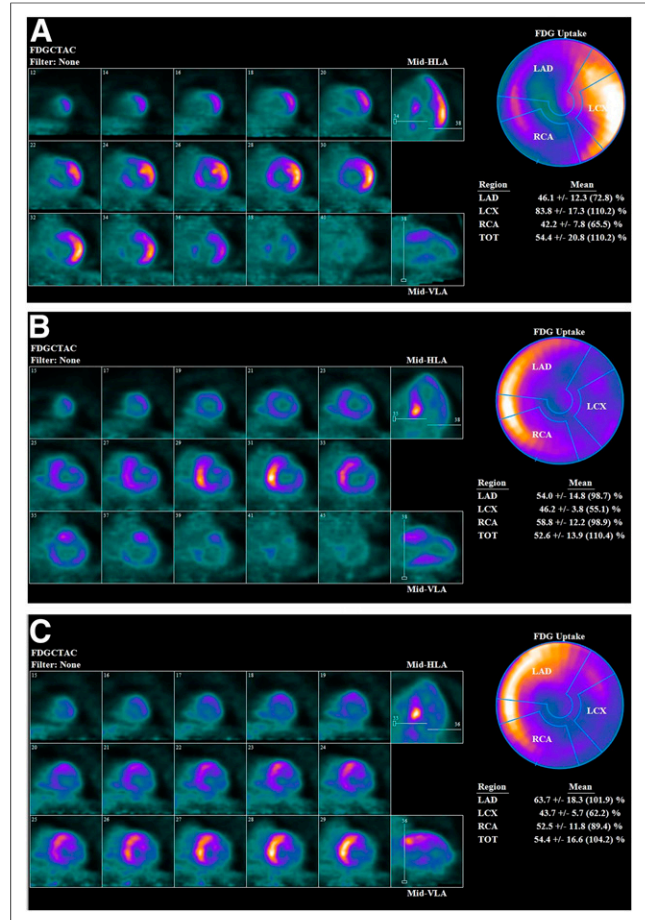 A
FDGCTAC
Filter: None
Mid-HLA
12 14 16 18 20
24
38
22 24 26 28 30
32 34 36 38 40
Mid-VLA
FDG Uptake
LAD
LCX
RCA
Region Mean
LAD 46.1 +/- 12.3 (72.8) %
LCX 83.8 +/- 17.3 (110.2) %
RCA 42.2 +/- 7.8 (65.5) %
TOT 54.4 +/- 20.8 (110.2) %
B
FDGCTAC
Filter: None
Mid-HLA
15 17 19 21 23
38
25 27 29 31 33
35 37 39 41 43
Mid-VLA
FDG Uptake
LAD
LCX
RCA
Region Mean
LAD 54.0 +/- 14.8 (98.7) %
LCX 46.2 +/- 3.8 (55.1) %
RCA 58.8 +/- 12.2 (98.9) %
TOT 52.6 +/- 13.9 (110.4) %
C
FDGCTAC
Filter: None
Mid-HLA
15 16 17 18 19
20 21 22 23 24
25 26 27 28 29
Mid-VLA
FDG Uptake
LAD
LCX
RCA
Region Mean
LAD 63.7 +/- 18.3 (101.9) %
LCX 43.7 +/- 5.7 (62.2) %
RCA 52.5 +/- 11.8 (89.4) %
TOT 54.4 +/- 16.6 (104.2) %